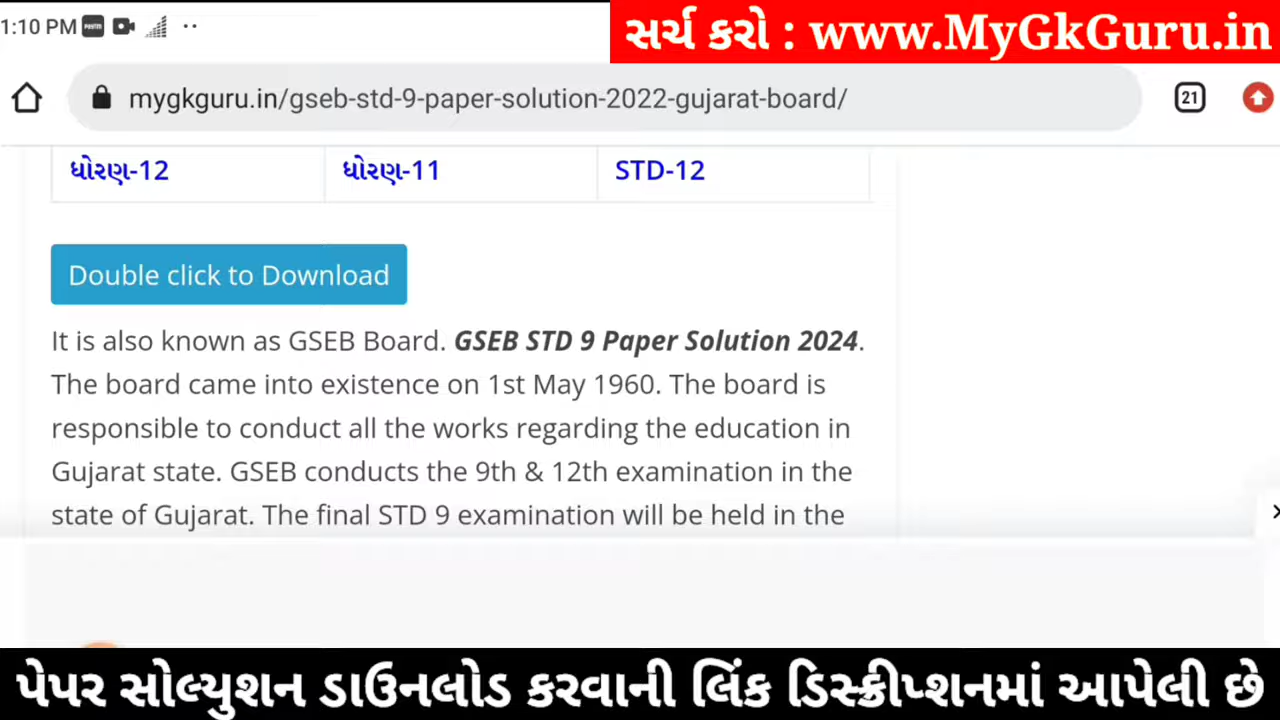 1:10 PM
સર્ચ કરો : www.MyGkGuru.in
mygkguru.in/gseb-std-9-paper-solution-2022-gujarat-board/
21
ધોરણ-12 ધોરણ-11 STD-12
Double click to Download
It is also known as GSEB Board. GSEB STD 9 Paper Solution 2024.
The board came into existence on 1st May 1960. The board is
responsible to conduct all the works regarding the education in
Gujarat state. GSEB conducts the 9th & 12th examination in the
state of Gujarat. The final STD 9 examination will be held in the
પેપર સોલ્યુશન ડાઉનલોડ કરવાની લિંક ડિસ્ક્રીપ્શનમાં આપેલી છે